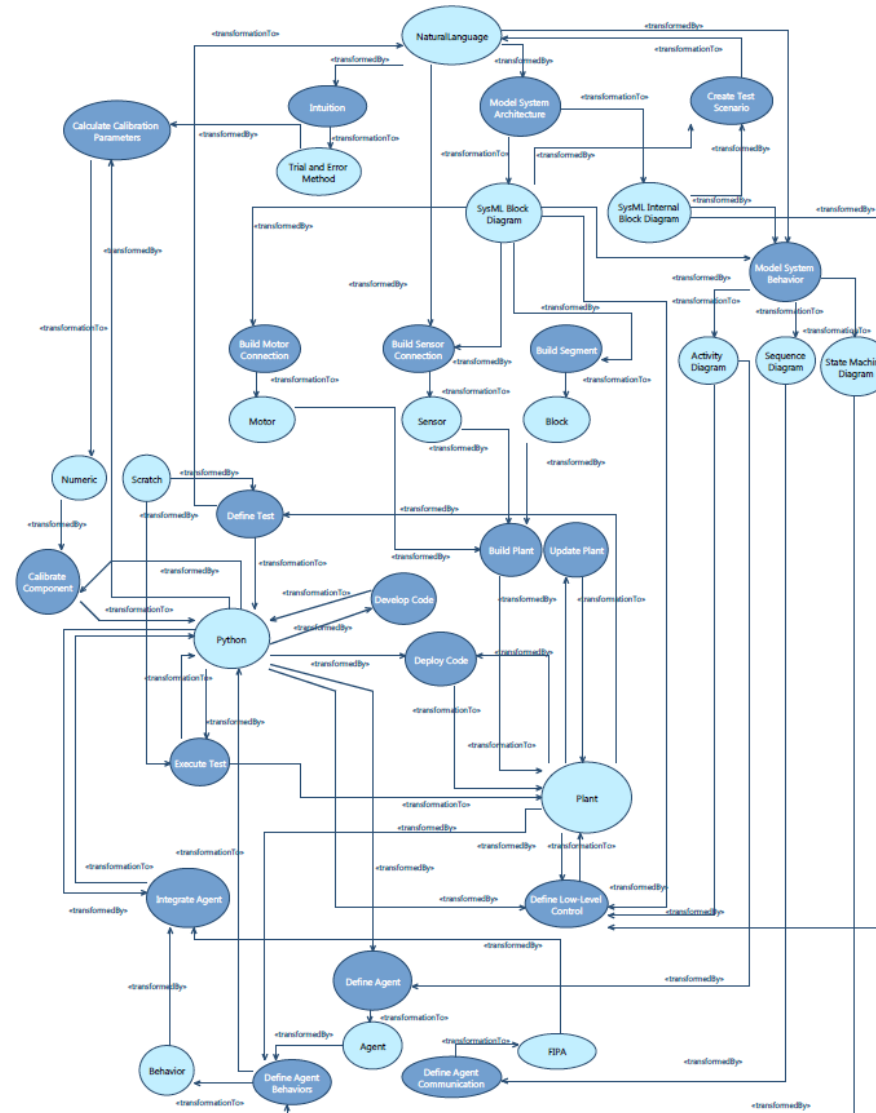 «transformedBy»
NaturalLanguage
«transformationTo»
«transformedBy»
«transformedBy»
«transformationTo»
Intuition
Model System
Architecture
«transformationTo»
Create Test
Scenario
Calculate Calibration
Parameters
«transformedBy»
«transformationTo»
«transformedBy»
Trial and Error
Method
«transformationTo»
«transformedBy»
SysML Block
Diagram
SysML Internal
Block Diagram
«transformedBy»
«transformedBy»
«transformedBy»
«transformedBy»
«transformedBy»
«transformedBy»
Model System
Behavior
«transformedBy»
«transformationTo»
«transformedBy»
«transformationTo»
«transformationTo»
«transformationTo»
Build Motor
Connection
Build Sensor
Connection
«transformedBy»
Build Segment
Activity
Diagram
Sequence
Diagram
State Machin
Diagram
«transformationTo»
«transformationTo»
«transformationTo»
Motor
Sensor
Block
«transformedBy»
«transformedBy»
«transformedBy»
Numeric
Scratch
«transformedBy»
«transformationTo»
Define Test
«transformedBy»
«transformedBy»
«transformedBy»
«transformationTo»
«transformedBy»
Build Plant
Update Plant
«transformedBy»
Calibrate
Component
«transformationTo»
«transformationTo»
Develop Code
«transformationTo»
«transformedBy»
Python
«transformedBy»
Deploy Code
«transformedBy»
«transformationTo»
«transformationTo»
«transformedBy»
«transformationTo»
Execute Test
«transformationTo»
Plant
«transformedBy»
«transformedBy»
«transformationTo»
«transformationTo»
«transformationTo»
«transformedBy»
«transformedBy»
Integrate Agent
«transformedBy»
«transformedBy»
Define Low-Level
Control
«transformedBy»
«transformedBy»
«transformedBy»
Define Agent
«transformedBy»
«transformationTo»
«transformedBy»
Agent
«transformationTo»
FIPA
Behavior
Define Agent
Behaviors
Define Agent
Communication
«transformedBy»
«transformationTo»
«transformedBy»